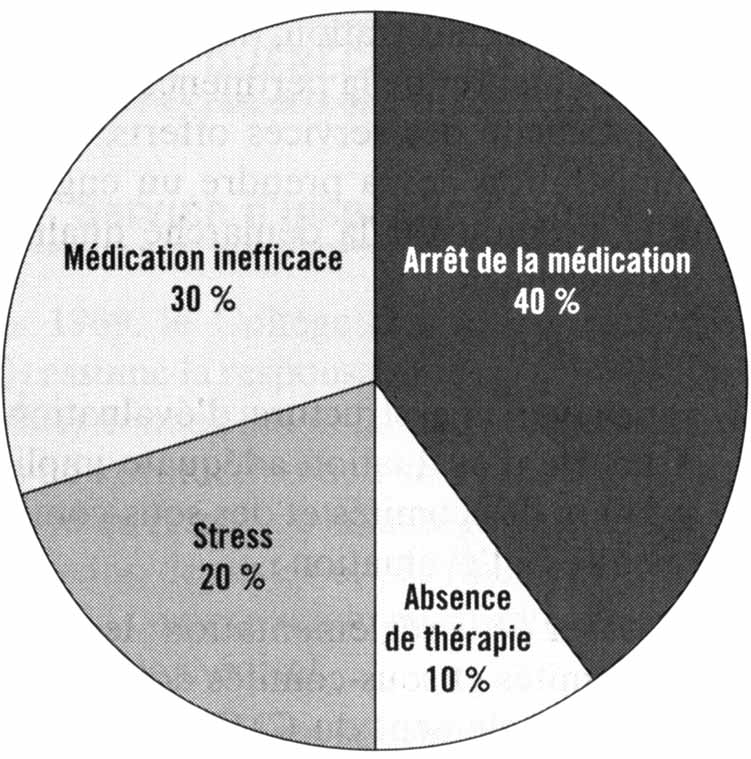 Médication inefficace
30 %
Arrêt de la médication
40 %
Stress
20 %
Absence
de thérapie
10 %